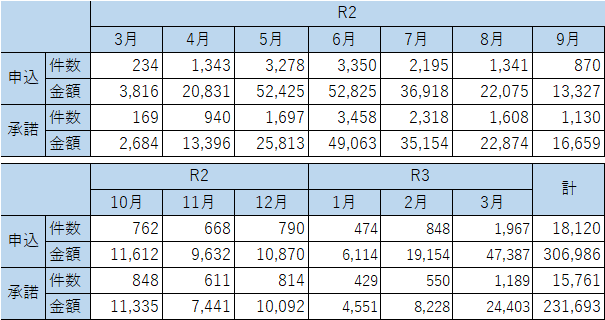 R2
3月 4月 5月 6月 7月 8月 9月
申込 件数 234 1,343 3,278 3,350 2,195 1,341 870
金額 3,816 20,831 52,425 52,825 36,918 22,075 13,327
承諾 件数 169 940 1,697 3,458 2,318 1,608 1,130
金額 2,684 13,396 25,813 49,063 35,154 22,874 16,659
R2 R3 計
10月 11月 12月 1月 2月 3月
申込 件数 762 668 790 474 848 1,967 18,120
金額 11,612 9,632 10,870 6,114 19,154 47,387 306,986
承諾 件数 848 611 814 429 550 1,189 15,761
金額 11,335 7,441 10,092 4,551 8,228 24,403 231,693